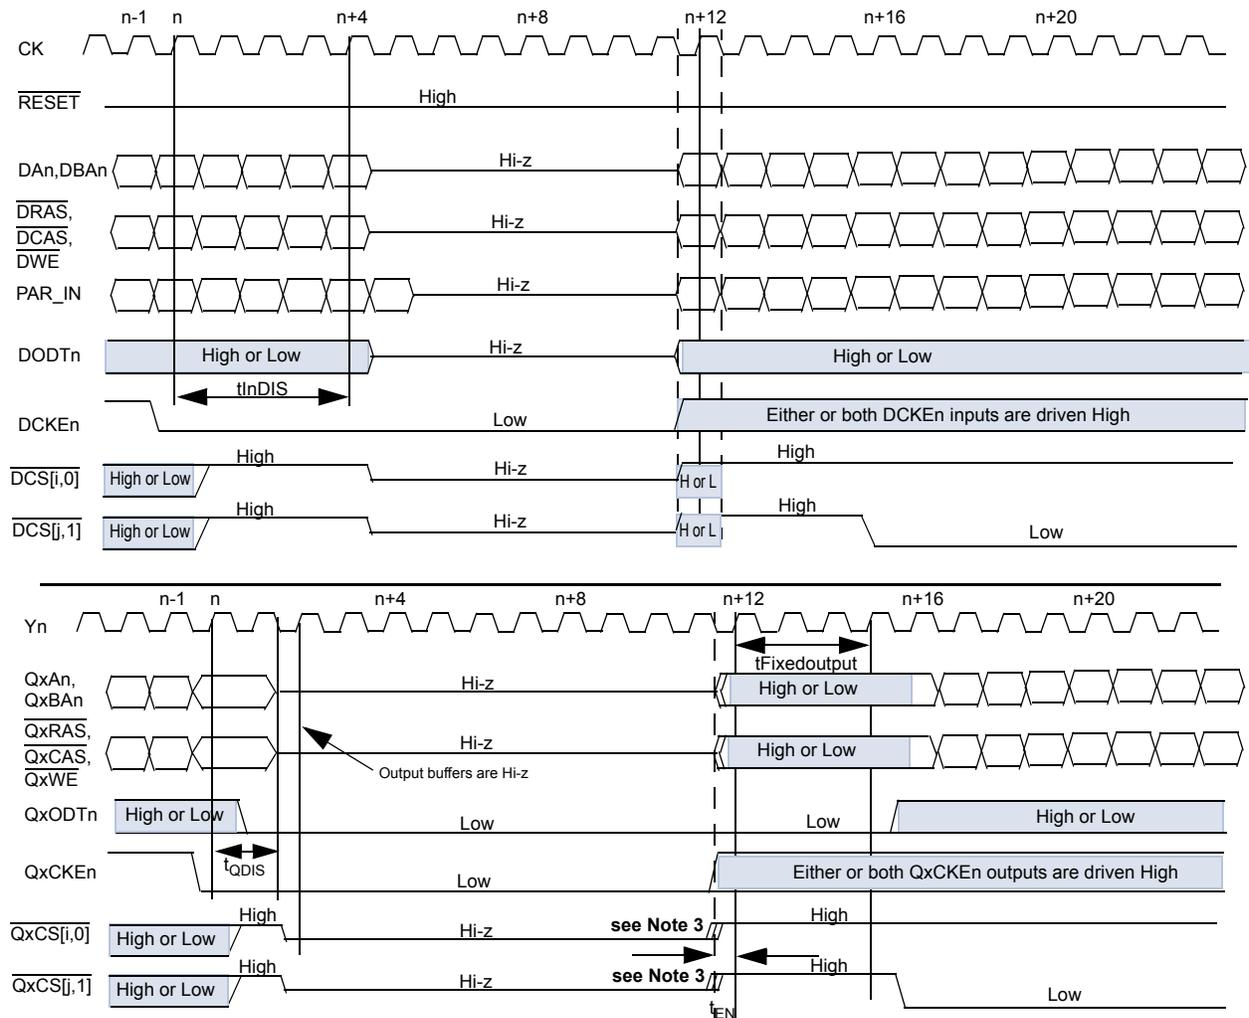 n-1 n n+4 n+8 n+12 n+16 n+20
CK
RESET High
DAn,DBAn Hi-z
DRAS,
DCAS, Hi-z
DWE
PAR_IN Hi-z
DODTn High or Low Hi-z High or Low
tInDIS
DCKEn Low Either or both DCKEn inputs are driven High
DCS[i,0] High or Low High Hi-z H or L High
DCS[j,1] High or Low High Hi-z H or L High Low
n-1 n n+4 n+8 n+12 n+16 n+20
Yn
tFixedoutput
QxAn,
QxBAn Hi-z High or Low
QxRAS,
QxCAS, Hi-z High or Low
QxWE
Output buffers are Hi-z
QxODTn High or Low Low Low High or Low
tQDIS
QxCKEn Low Either or both QxCKEn outputs are driven High
QxCS[i,0] High or Low High Hi-z see Note 3 High
QxCS[j,1] High or Low High Hi-z see Note 3 High Low
tEN